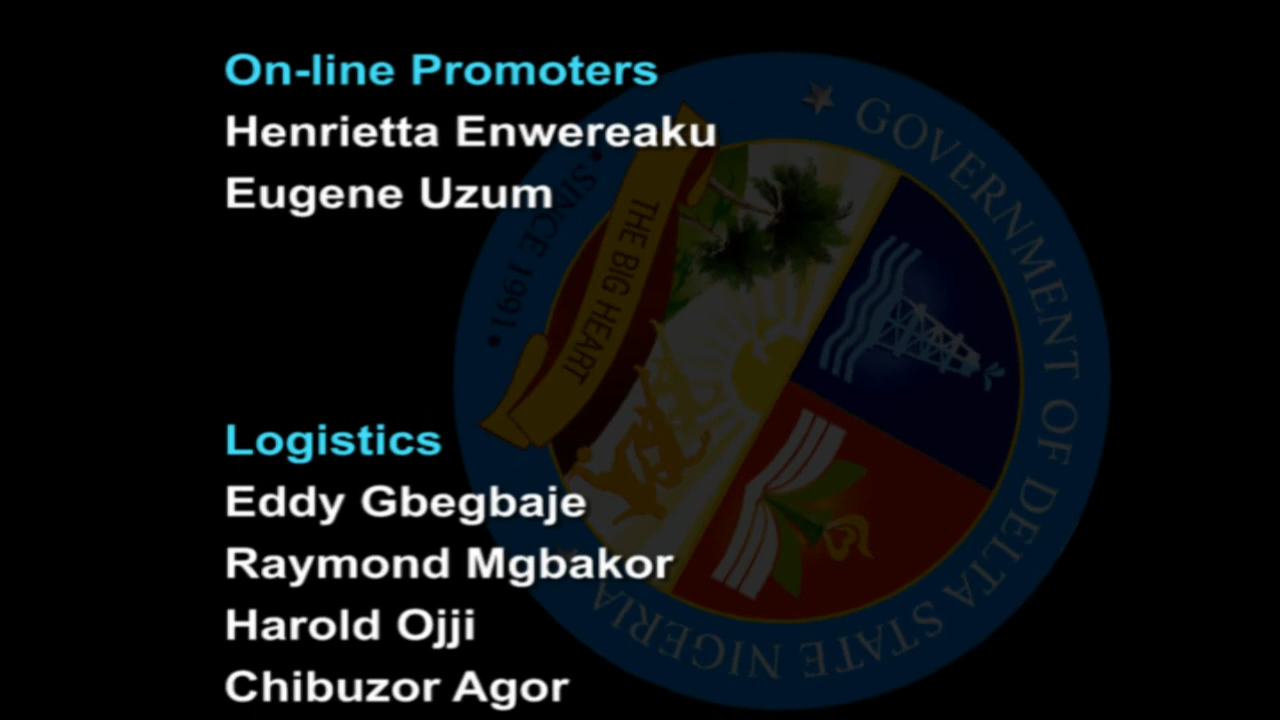 On-line Promoters
Henrietta Enwereaku
Eugene Uzum
Logistics
Eddy Gbegbaje
Raymond Mgbakor
Harold Ojji
Chibuzor Agor
★ GOVERNMENT OF DELTA STATE NIGERIA
• SINCE 1991 •
THE BIG HEART